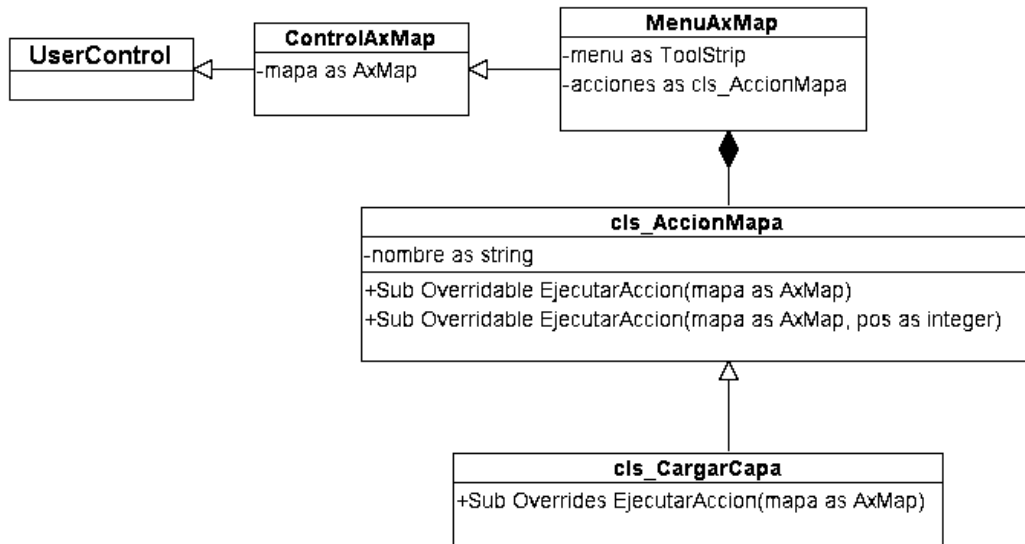 UserControl
ControlAxMap
-mapa as AxMap
MenuAxMap
-menu as ToolStrip
-acciones as cls_AccionMapa
cls_AccionMapa
-nombre as string
+Sub Overridable EjecutarAccion(mapa as AxMap)
+Sub Overridable EjecutarAccion(mapa as AxMap, pos as integer)
cls_CargarCapa
+Sub Overrides EjecutarAccion(mapa as AxMap)